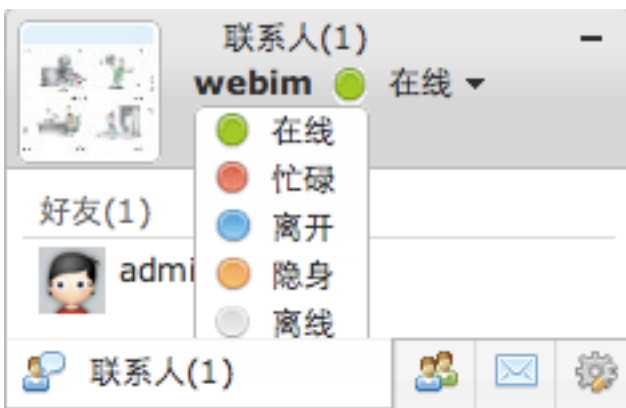 联系人(1)
webim 在线
在线
忙碌
离开
隐身
离线
好友(1)
admi
联系人(1)